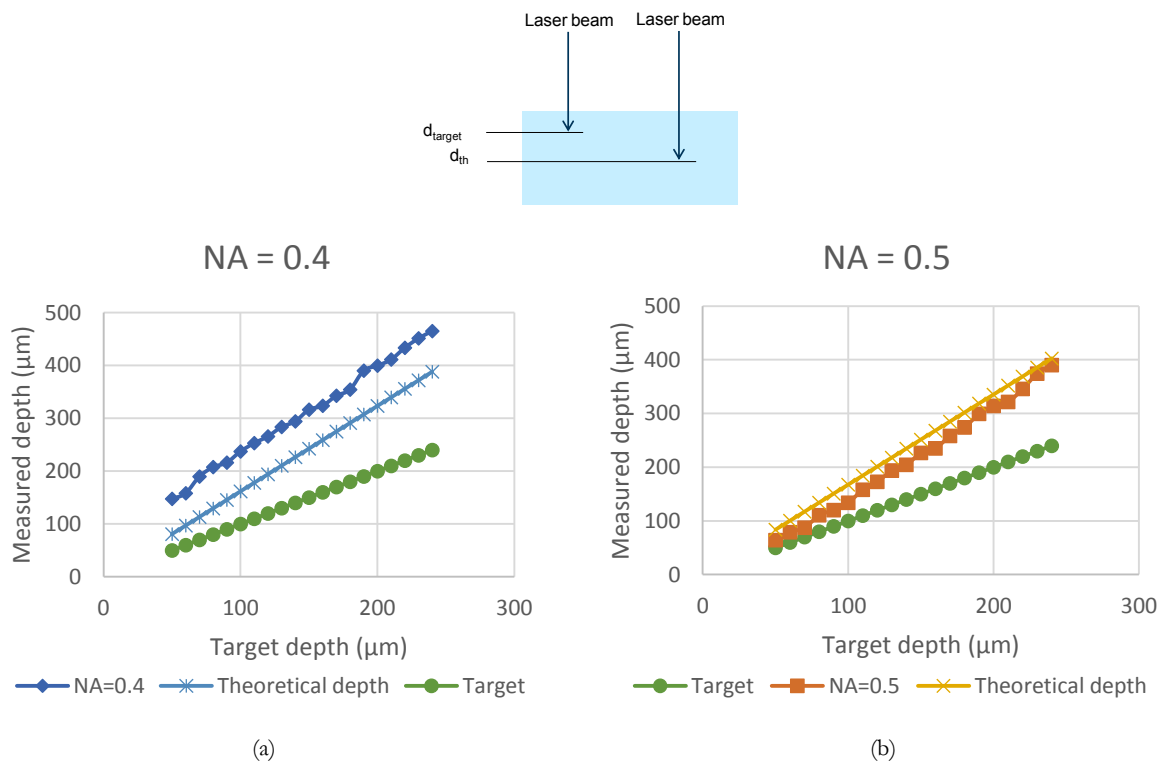 Laser beam Laser beam
d_target
d_th
NA = 0.4
Measured depth (µm)
500
400
300
200
100
0
0 100 200 300
Target depth (µm)
NA=0.4 Theoretical depth Target
(a)
NA = 0.5
Measured depth (µm)
500
400
300
200
100
0
0 100 200 300
Target depth (µm)
Target NA=0.5 Theoretical depth
(b)